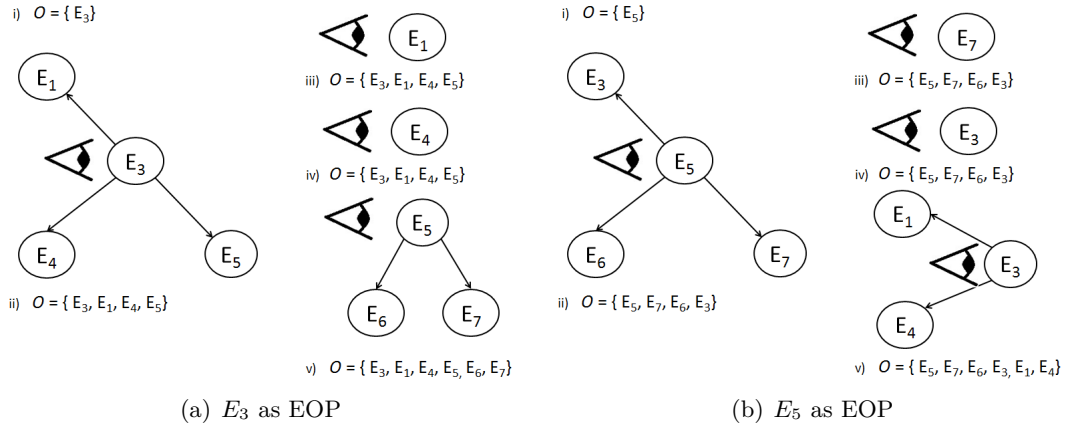 i) O = { E₃}
E₁
E₃
E₄
E₅
ii) O = { E₃, E₁, E₄, E₅}
E₁
iii) O = { E₃, E₁, E₄, E₅}
E₄
iv) O = { E₃, E₁, E₄, E₅}
E₅
E₆
E₇
v) O = { E₃, E₁, E₄, E₅, E₆, E₇}
(a) E₃ as EOP
i) O = { E₅}
E₃
E₅
E₆
E₇
ii) O = { E₅, E₇, E₆, E₃}
E₇
iii) O = { E₅, E₇, E₆, E₃}
E₃
iv) O = { E₅, E₇, E₆, E₃}
E₁
E₃
E₄
v) O = { E₅, E₇, E₆, E₃, E₁, E₄}
(b) E₅ as EOP